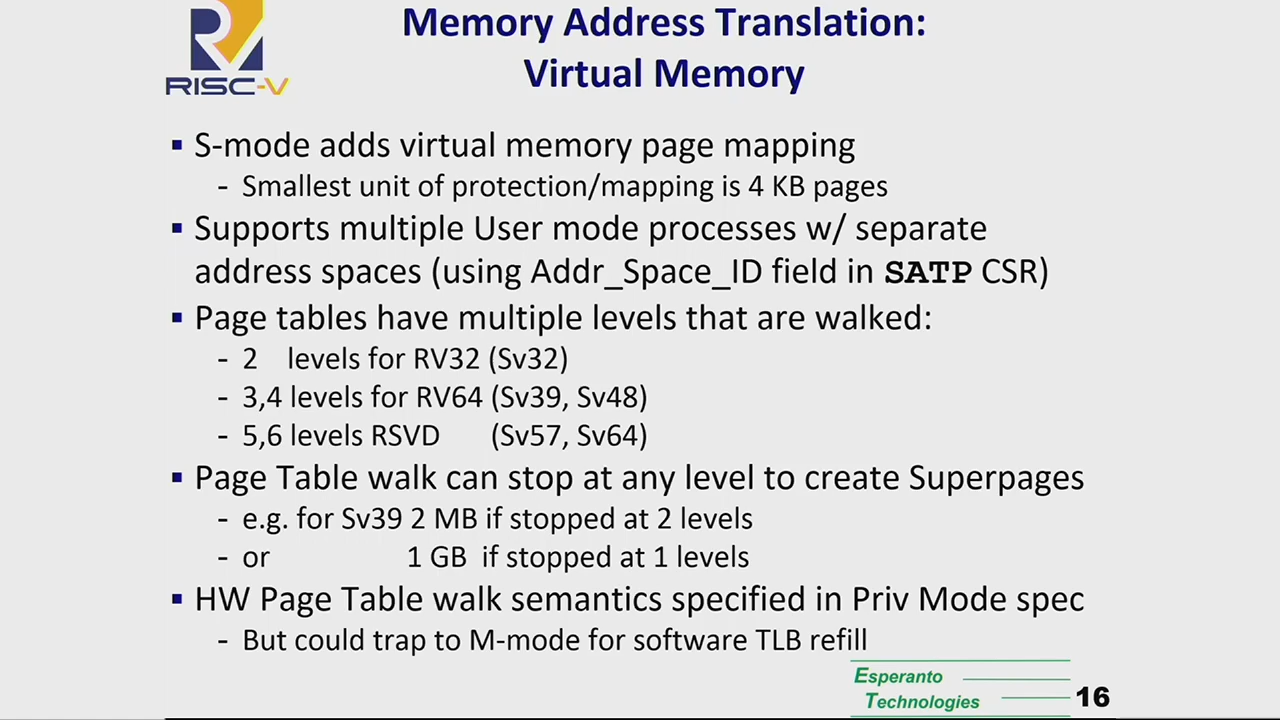 RISC-V
Memory Address Translation:
Virtual Memory
▪ S-mode adds virtual memory page mapping
- Smallest unit of protection/mapping is 4 KB pages
▪ Supports multiple User mode processes w/ separate
address spaces (using Addr_Space_ID field in SATP CSR)
▪ Page tables have multiple levels that are walked:
- 2 levels for RV32 (Sv32)
- 3,4 levels for RV64 (Sv39, Sv48)
- 5,6 levels RSVD (Sv57, Sv64)
▪ Page Table walk can stop at any level to create Superpages
- e.g. for Sv39 2 MB if stopped at 2 levels
- or 1 GB if stopped at 1 levels
▪ HW Page Table walk semantics specified in Priv Mode spec
- But could trap to M-mode for software TLB refill
Esperanto
Technologies
16